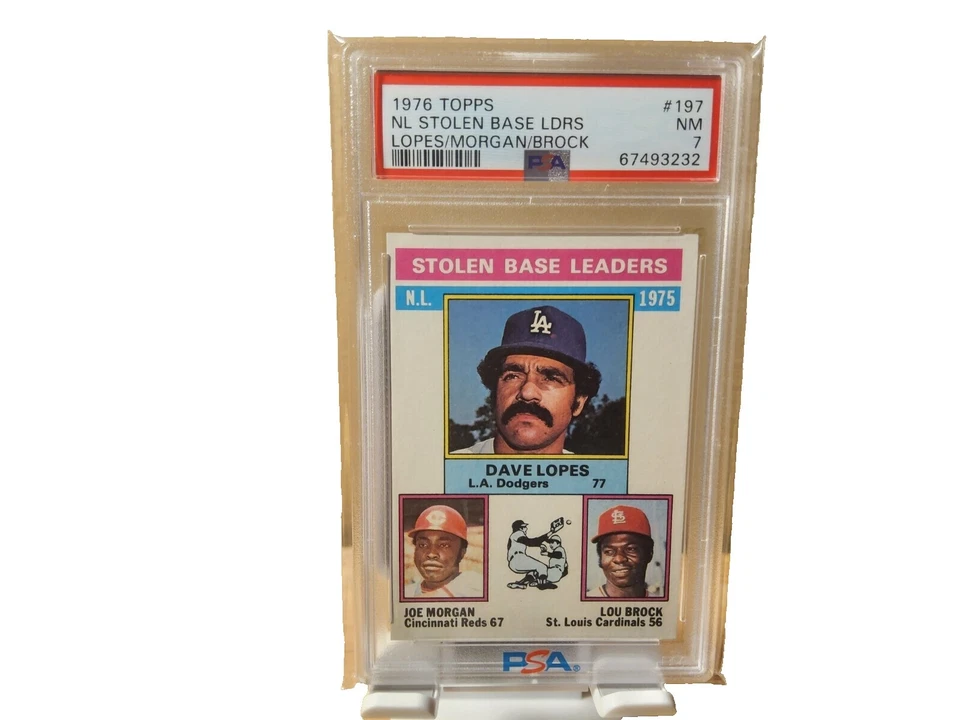 1976 TOPPS #197
NL STOLEN BASE LDRS NM
LOPES/MORGAN/BROCK 7
PSA 67493232
STOLEN BASE LEADERS
N.L. 1975
LA
DAVE LOPES
L.A. Dodgers 77
JOE MORGAN
Cincinnati Reds 67
LOU BROCK
St. Louis Cardinals 56
PSA®